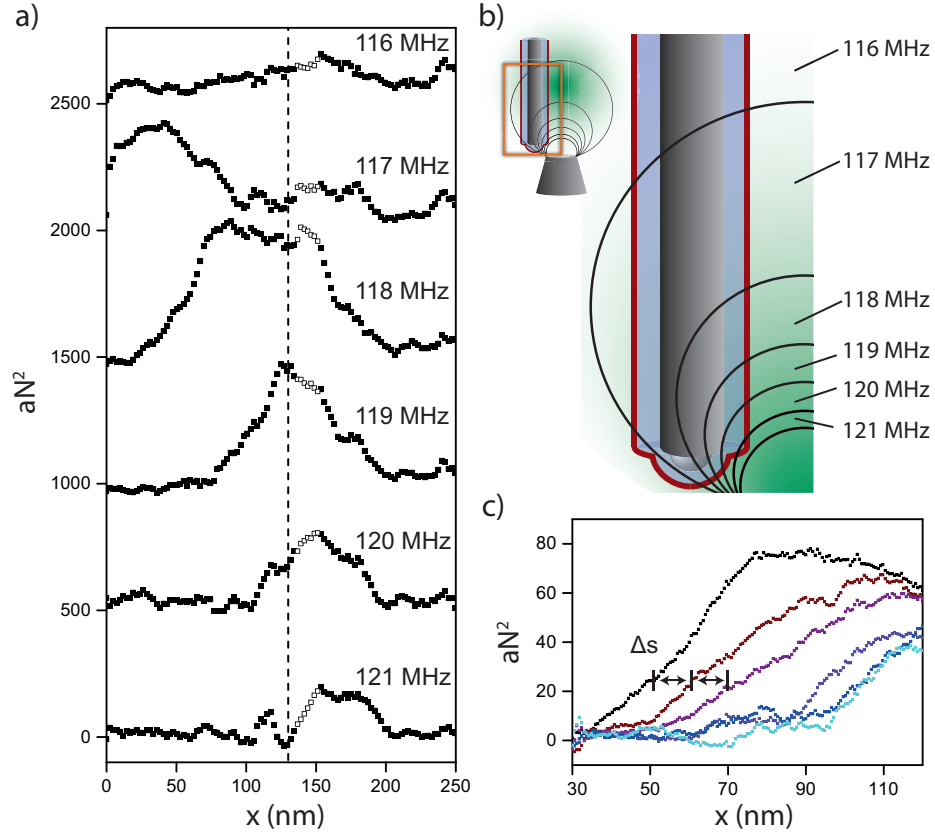 a)
116 MHz
117 MHz
118 MHz
119 MHz
120 MHz
121 MHz
2500
2000
1500
1000
500
0
aN²
0 50 100 150 200 250
x (nm)
b)
116 MHz
117 MHz
118 MHz
119 MHz
120 MHz
121 MHz
c)
80
60
40
20
0
aN²
Δs
30 50 70 90 110
x (nm)